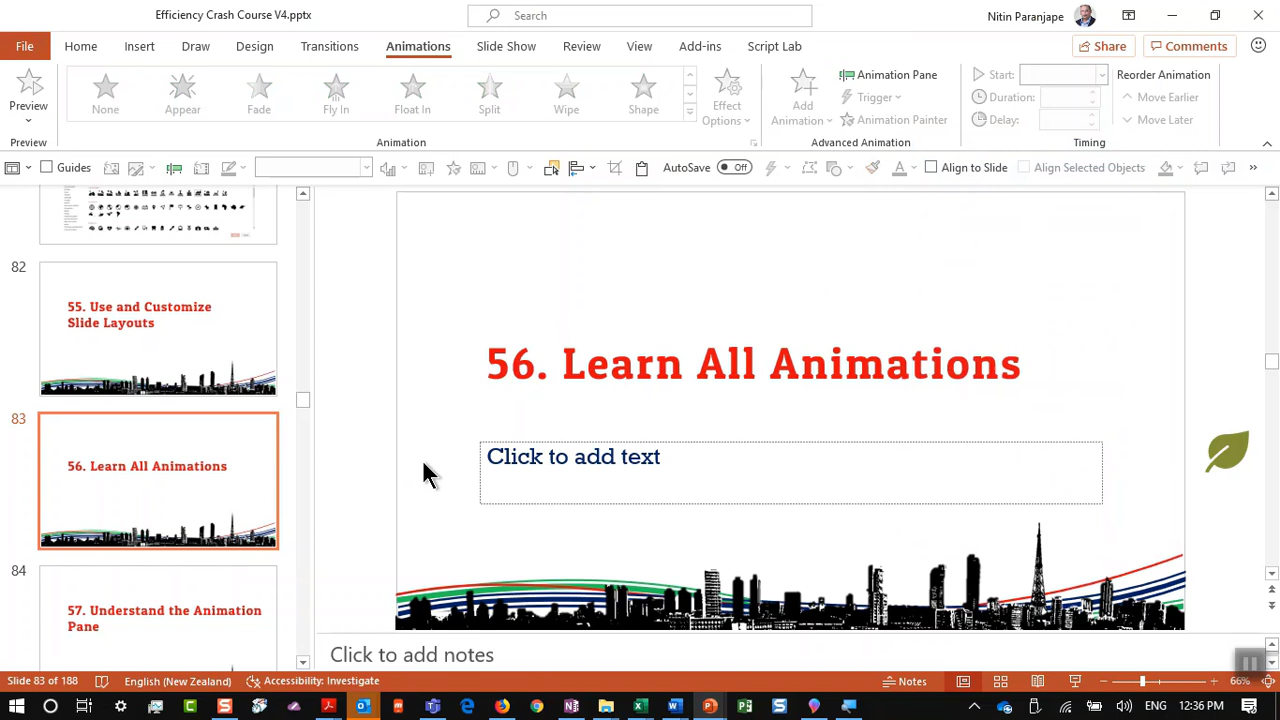 Efficiency Crash Course V4.pptx
Search
Nitin Paranjape
File
Home
Insert
Draw
Design
Transitions
Animations
Slide Show
Review
View
Add-ins
Script Lab
Share
Comments
Preview
None
Appear
Fade
Fly In
Float In
Split
Wipe
Shape
Effect
Options
Add
Animation
Animation Pane
Trigger
Animation Painter
Start:
Duration:
Delay:
Reorder Animation
Move Earlier
Move Later
Preview
Animation
Advanced Animation
Timing
Guides
AutoSave
Off
Align to Slide
Align Selected Objects
82
55. Use and Customize
Slide Layouts
83
56. Learn All Animations
84
57. Understand the Animation
Pane
56. Learn All Animations
Click to add text
Click to add notes
Slide 83 of 188
English (New Zealand)
Accessibility: Investigate
Notes
66%
ENG
12:36 PM